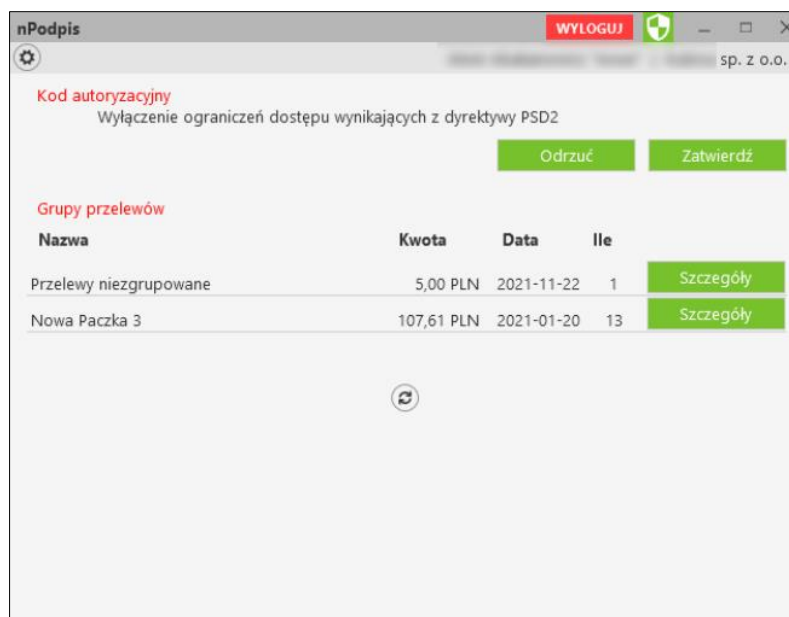 nPodpis WYLOGUJ
sp. z o.o.
Kod autoryzacyjny
Wyłączenie ograniczeń dostępu wynikających z dyrektywy PSD2
Odrzuć Zatwierdź
Grupy przelewów
Nazwa Kwota Data Ile
Przelewy niezgrupowane 5,00 PLN 2021-11-22 1 Szczegóły
Nowa Paczka 3 107,61 PLN 2021-01-20 13 Szczegóły